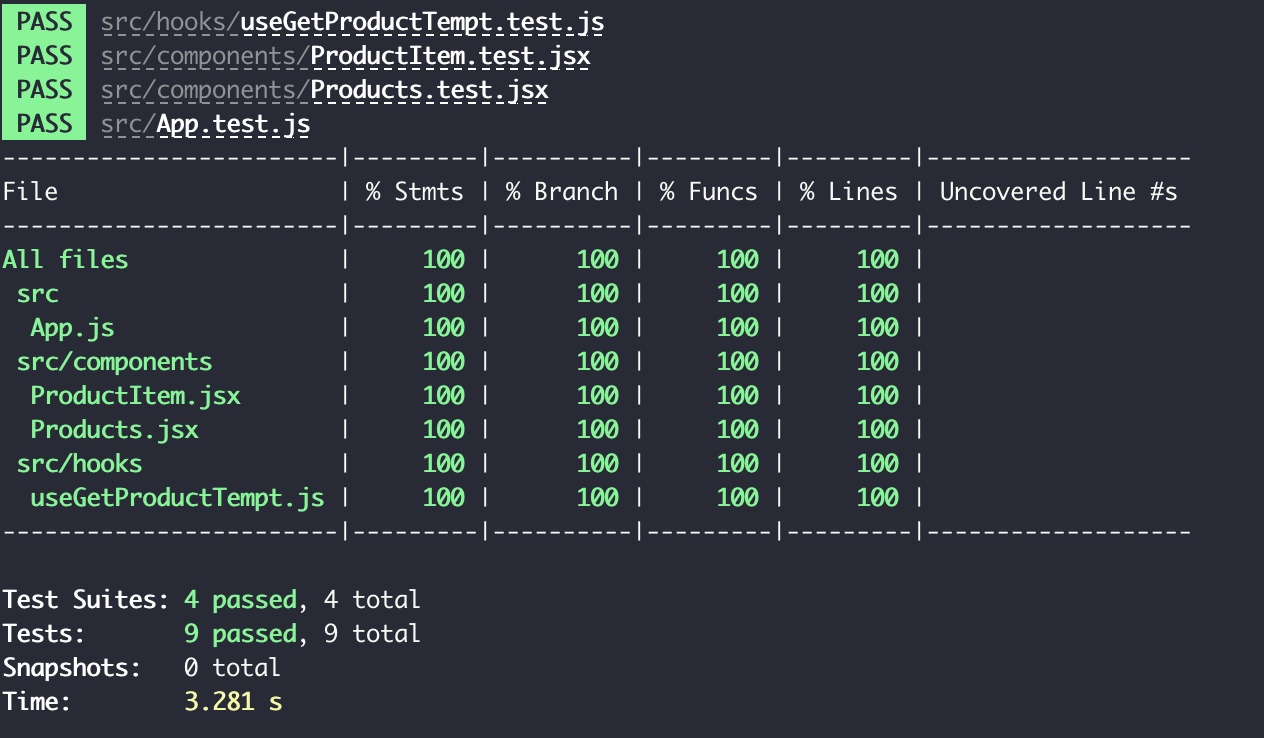 PASS src/hooks/useGetProductTempt.test.js
PASS src/components/ProductItem.test.jsx
PASS src/components/Products.test.jsx
PASS src/App.test.js
------------------------|---------|----------|---------|---------|-------------------
File                    | % Stmts | % Branch | % Funcs | % Lines | Uncovered Line #s
------------------------|---------|----------|---------|---------|-------------------
All files               |     100 |      100 |     100 |     100 |
 src                    |     100 |      100 |     100 |     100 |
  App.js                |     100 |      100 |     100 |     100 |
 src/components         |     100 |      100 |     100 |     100 |
  ProductItem.jsx       |     100 |      100 |     100 |     100 |
  Products.jsx          |     100 |      100 |     100 |     100 |
 src/hooks              |     100 |      100 |     100 |     100 |
  useGetProductTempt.js |     100 |      100 |     100 |     100 |
------------------------|---------|----------|---------|---------|-------------------
Test Suites: 4 passed, 4 total
Tests:       9 passed, 9 total
Snapshots:   0 total
Time:        3.281 s